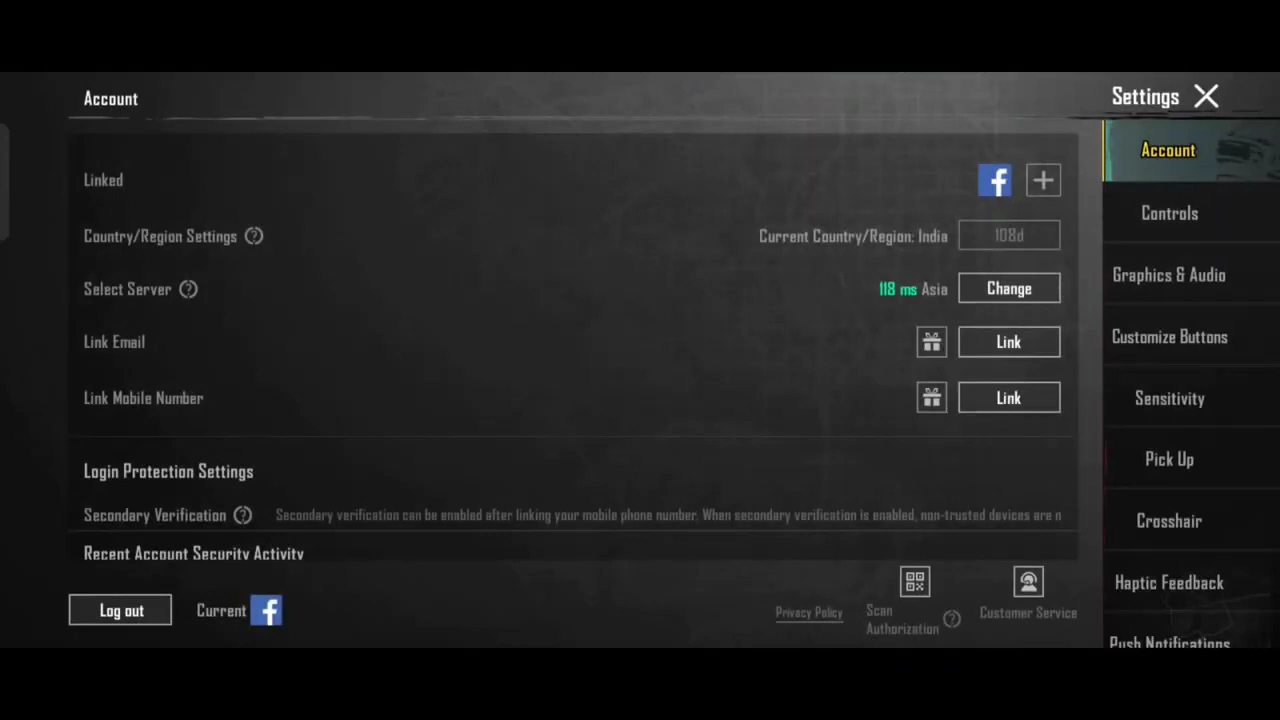 Account
Settings
Account
Linked
Country/Region Settings
Current Country/Region: India
108d
Controls
Select Server
118 ms Asia
Change
Graphics & Audio
Link Email
Link
Customize Buttons
Link Mobile Number
Link
Sensitivity
Login Protection Settings
Pick Up
Secondary Verification
Secondary verification can be enabled after linking your mobile phone number. When secondary verification is enabled, non-trusted devices are n
Crosshair
Recent Account Security Activity
Haptic Feedback
Log out
Current
Privacy Policy
Scan
Authorization
Customer Service
Push Notifications